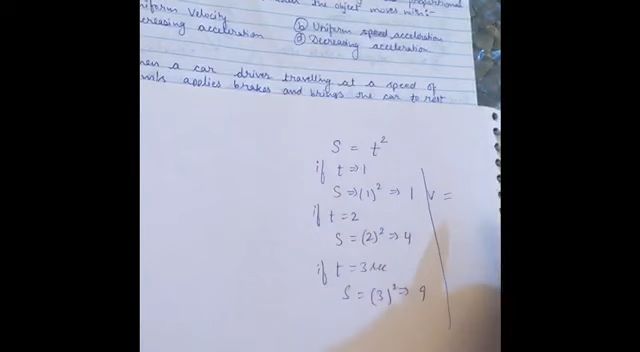 the object moves with:-
niform Velocity (b) Uniform speed acceleration
creasing acceleration (d) Decreasing acceleration
hen a car driver travelling at a speed of
applies brakes and brings the car to rest
S = t²
if t ⇒ 1
S ⇒ (1)² ⇒ 1 v =
if t = 2
S = (2)² ⇒ 4
if t = 3 sec
S = (3)² ⇒ 9